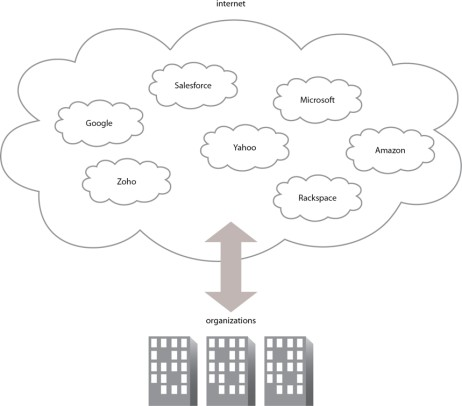 internet
Salesforce
Microsoft
Google
Yahoo
Amazon
Zoho
Rackspace
organizations